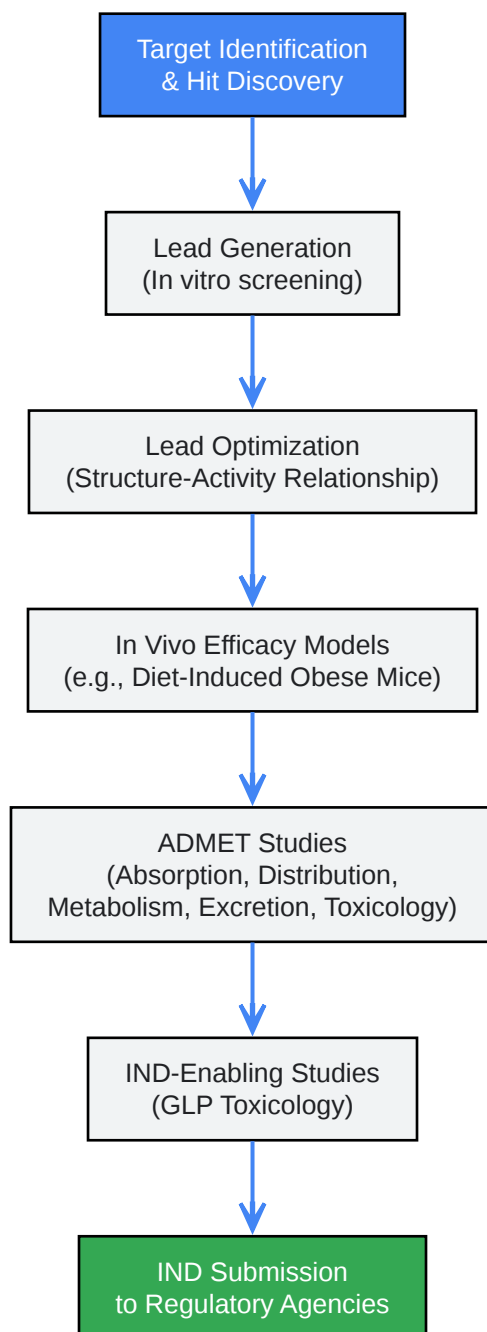 Target Identification
& Hit Discovery
Lead Generation
(In vitro screening)
Lead Optimization
(Structure-Activity Relationship)
In Vivo Efficacy Models
(e.g., Diet-Induced Obese Mice)
ADMET Studies
(Absorption, Distribution,
Metabolism, Excretion, Toxicology)
IND-Enabling Studies
(GLP Toxicology)
IND Submission
to Regulatory Agencies